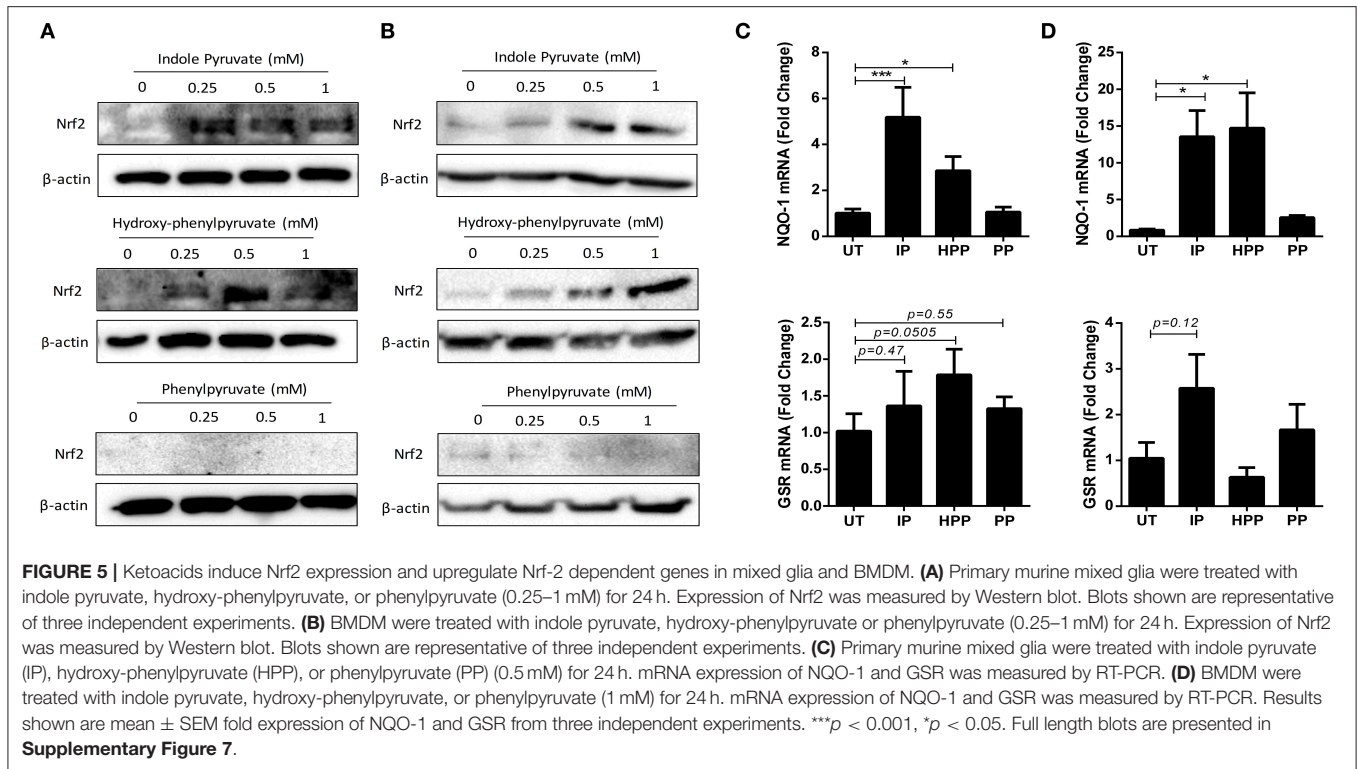 A
Indole Pyruvate (mM)
0 0.25 0.5 1
Nrf2
β-actin
Hydroxy-phenylpyruvate (mM)
0 0.25 0.5 1
Nrf2
β-actin
Phenylpyruvate (mM)
0 0.25 0.5 1
Nrf2
β-actin
B
Indole Pyruvate (mM)
0 0.25 0.5 1
Nrf2
β-actin
Hydroxy-phenylpyruvate (mM)
0 0.25 0.5 1
Nrf2
β-actin
Phenylpyruvate (mM)
0 0.25 0.5 1
Nrf2
β-actin
C
NQO-1 mRNA (Fold Change)
8
6
4
2
0
*
***
UT IP HPP PP
GSR mRNA (Fold Change)
2.5
2.0
1.5
1.0
0.5
0.0
p=0.55
p=0.0505
p=0.47
UT IP HPP PP
D
NQO-1 mRNA (Fold Change)
25
20
15
10
5
0
*
*
UT IP HPP PP
GSR mRNA (Fold Change)
4
3
2
1
0
p=0.12
UT IP HPP PP
FIGURE 5 | Ketoacids induce Nrf2 expression and upregulate Nrf-2 dependent genes in mixed glia and BMDM. (A) Primary murine mixed glia were treated with
indole pyruvate, hydroxy-phenylpyruvate, or phenylpyruvate (0.25–1 mM) for 24 h. Expression of Nrf2 was measured by Western blot. Blots shown are representative
of three independent experiments. (B) BMDM were treated with indole pyruvate, hydroxy-phenylpyruvate or phenylpyruvate (0.25–1 mM) for 24 h. Expression of Nrf2
was measured by Western blot. Blots shown are representative of three independent experiments. (C) Primary murine mixed glia were treated with indole pyruvate
(IP), hydroxy-phenylpyruvate (HPP), or phenylpyruvate (PP) (0.5 mM) for 24 h. mRNA expression of NQO-1 and GSR was measured by RT-PCR. (D) BMDM were
treated with indole pyruvate, hydroxy-phenylpyruvate, or phenylpyruvate (1 mM) for 24 h. mRNA expression of NQO-1 and GSR was measured by RT-PCR. Results
shown are mean ± SEM fold expression of NQO-1 and GSR from three independent experiments. ***p < 0.001, *p < 0.05. Full length blots are presented in
Supplementary Figure 7.